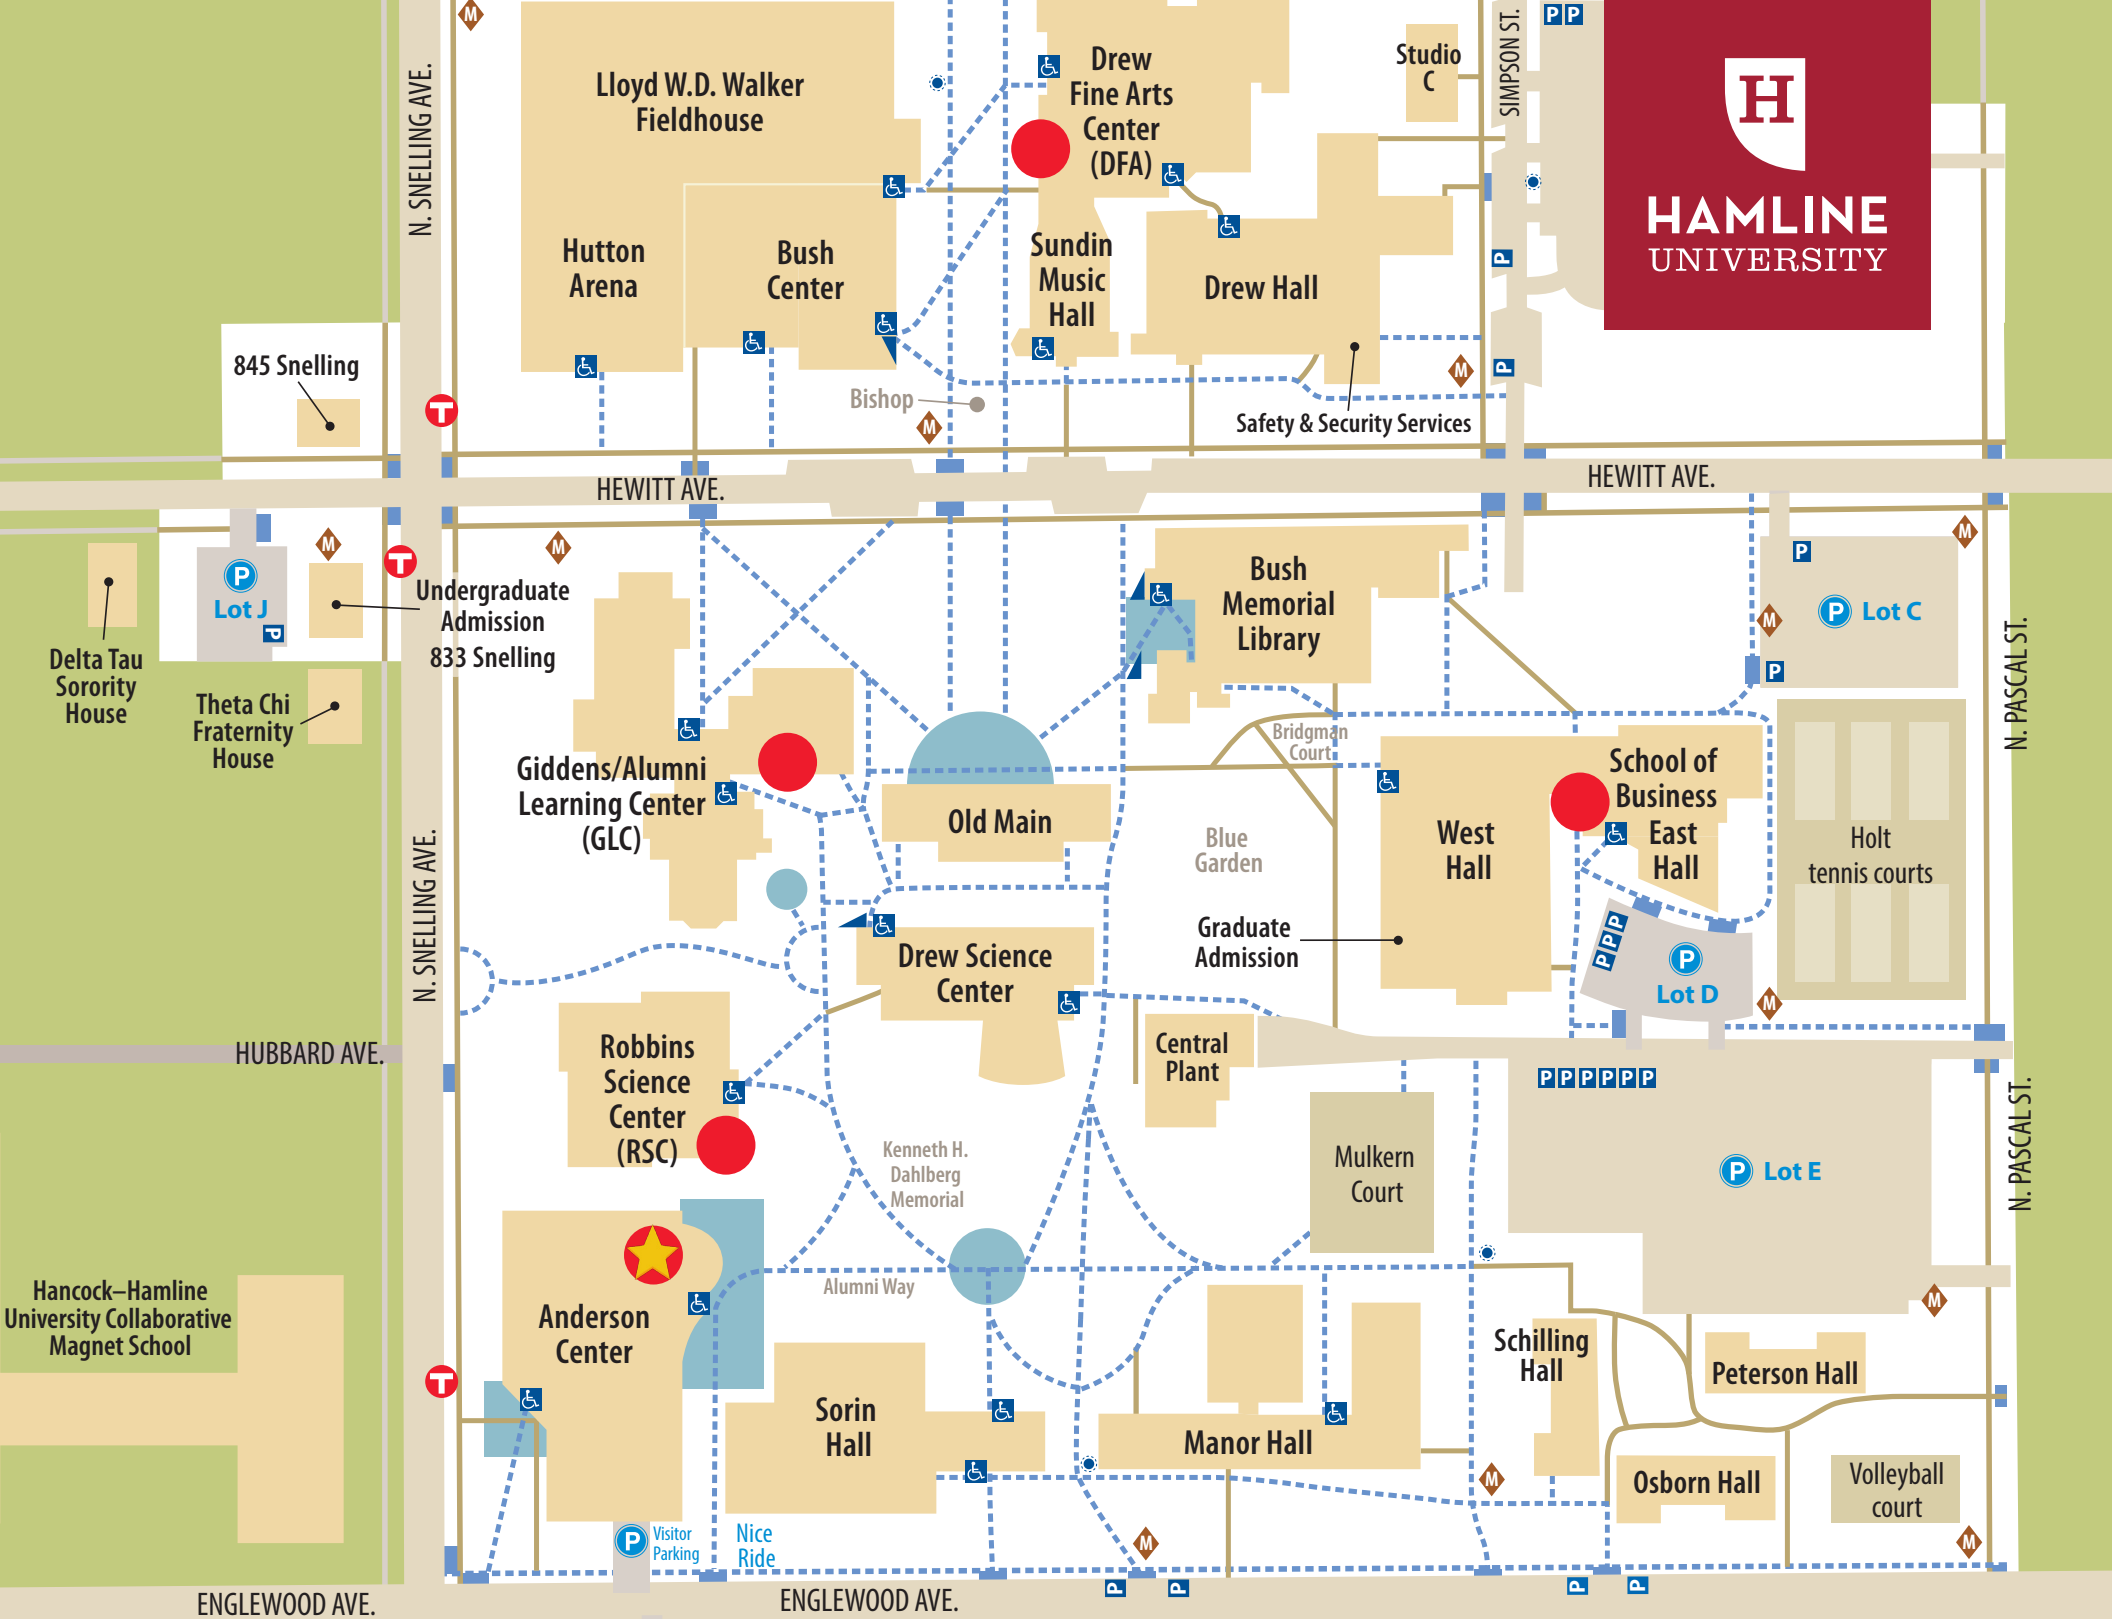 M
N. SNELLING AVE.
Lloyd W.D. Walker
Fieldhouse
Drew
Fine Arts
Center
(DFA)
Studio
C
SIMPSON ST.
P P
H
HAMLINE
UNIVERSITY
Hutton
Arena
Bush
Center
Sundin
Music
Hall
Drew Hall
P
845 Snelling
T
Bishop
M
Safety & Security Services
M
P
HEWITT AVE.
HEWITT AVE.
P
Lot J
P
M
T
M
Undergraduate
Admission
833 Snelling
Delta Tau
Sorority
House
Theta Chi
Fraternity
House
Bush
Memorial
Library
P
M
P
Lot C
M
P
N. PASCAL ST.
Giddens/Alumni
Learning Center
(GLC)
Old Main
Bridgman
Court
Blue
Garden
West
Hall
School of
Business
East
Hall
Holt
tennis courts
N. SNELLING AVE.
Drew Science
Center
Graduate
Admission
PPP
P
Lot D
M
HUBBARD AVE.
Robbins
Science
Center
(RSC)
Central
Plant
PPPPPP
N. PASCAL ST.
Kenneth H.
Dahlberg
Memorial
Mulkern
Court
P
Lot E
Hancock–Hamline
University Collaborative
Magnet School
Anderson
Center
Alumni Way
M
T
Sorin
Hall
Manor Hall
Schilling
Hall
Peterson Hall
M
Osborn Hall
Volleyball
court
P
Visitor
Parking
Nice
Ride
M
M
P
P
P
P
ENGLEWOOD AVE.
ENGLEWOOD AVE.